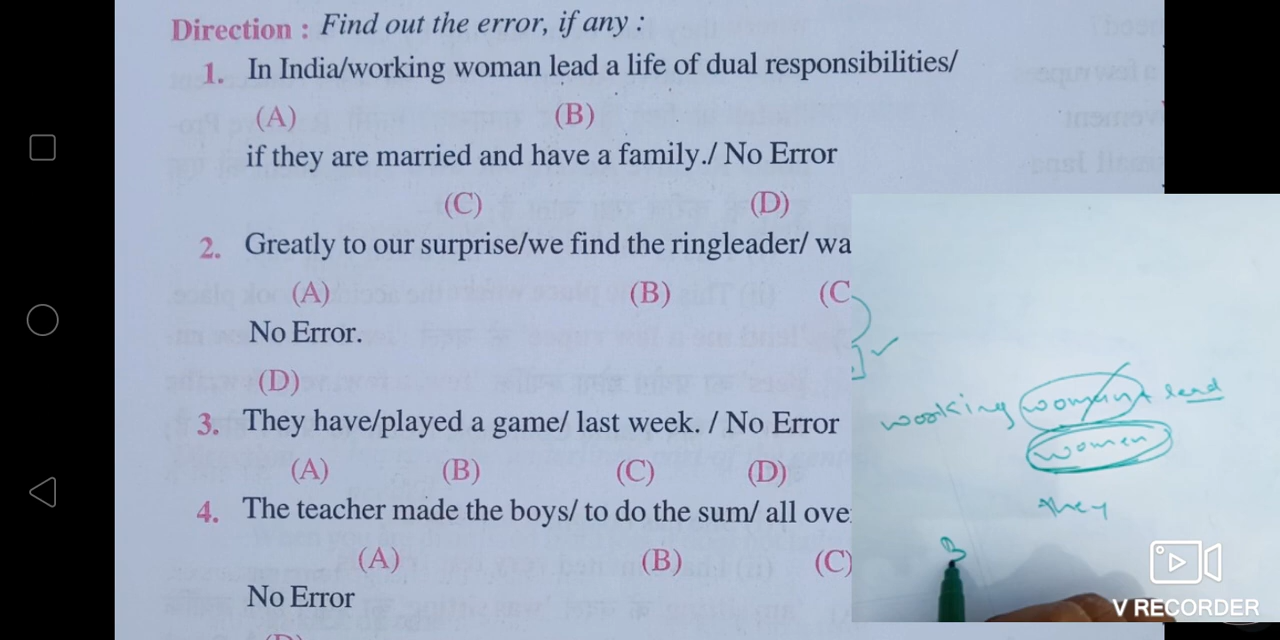 Direction : Find out the error, if any :
1. In India/working woman lead a life of dual responsibilities/
(A) (B)
if they are married and have a family./ No Error
(C) (D)
2. Greatly to our surprise/we find the ringleader/ wa
(A) (B) (C
No Error.
(D)
3. They have/played a game/ last week. / No Error
(A) (B) (C) (D)
4. The teacher made the boys/ to do the sum/ all ove
(A) (B) (C)
No Error
(D)
working woman lead
women
they
V RECORDER